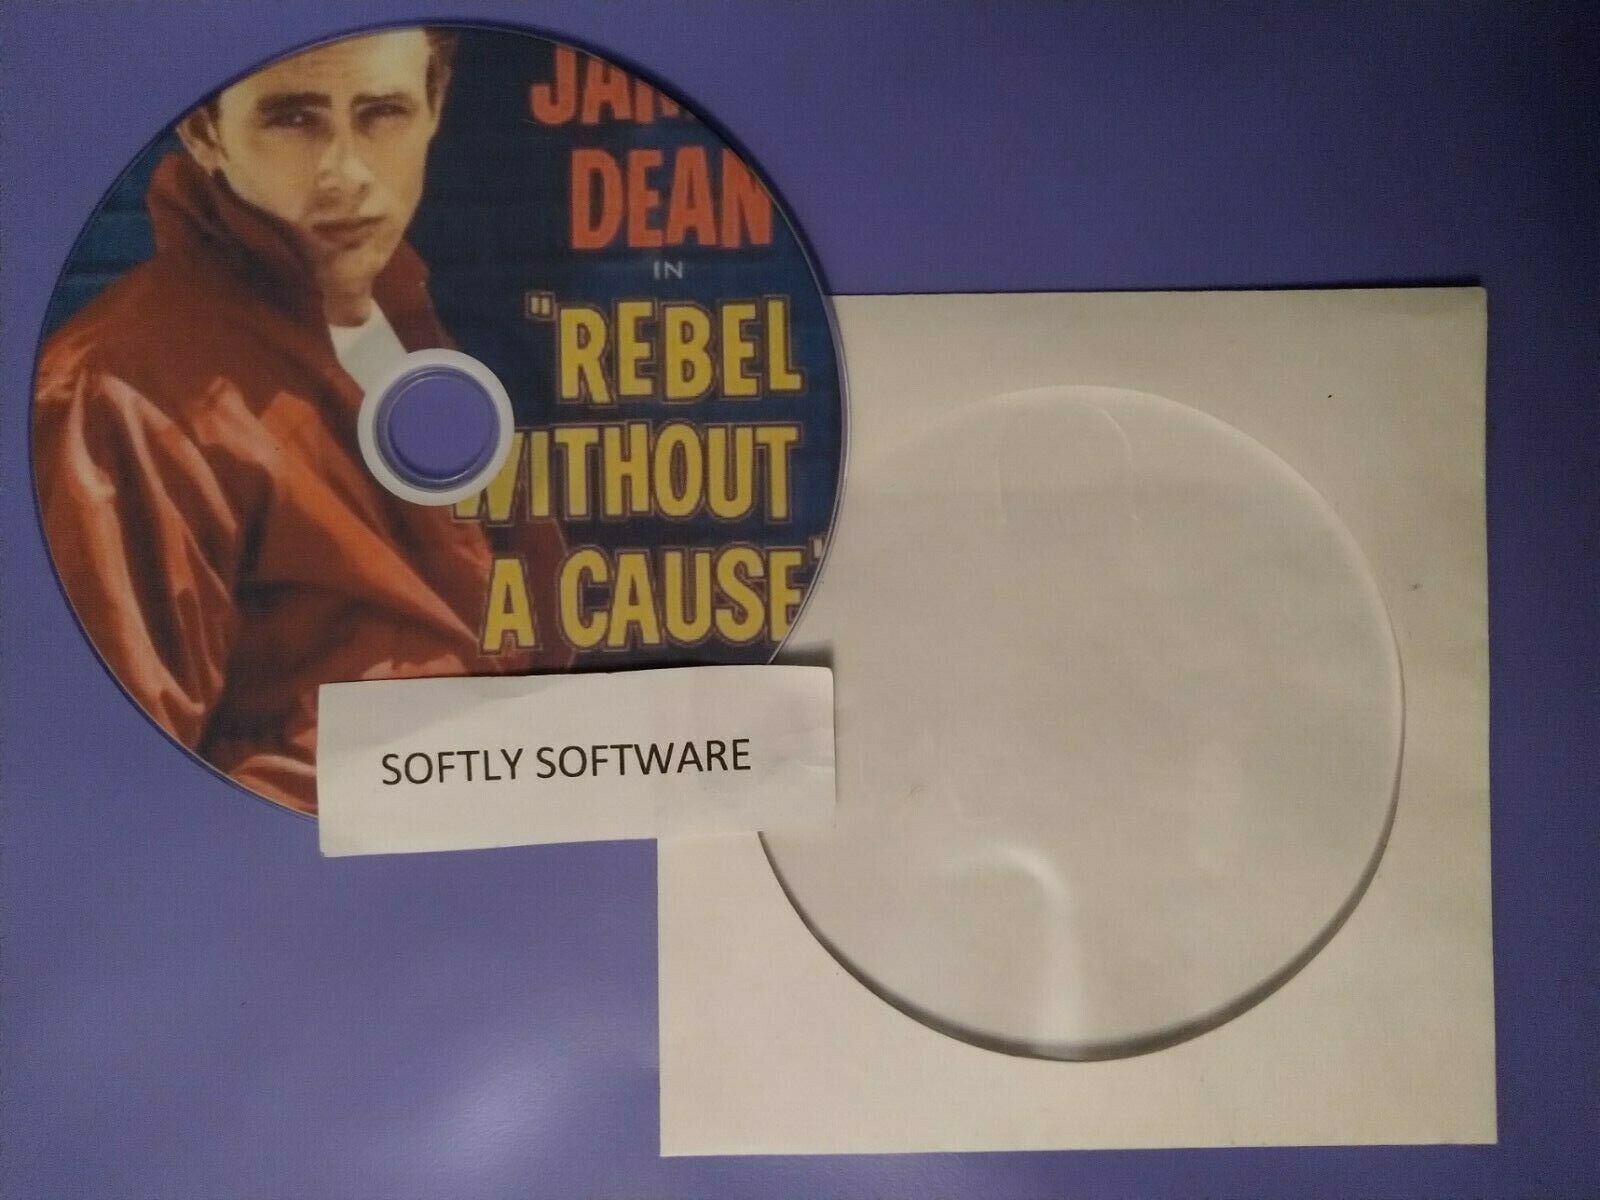 DEAN
IN
"REBEL
WITHOUT
A CAUSE"
SOFTLY SOFTWARE